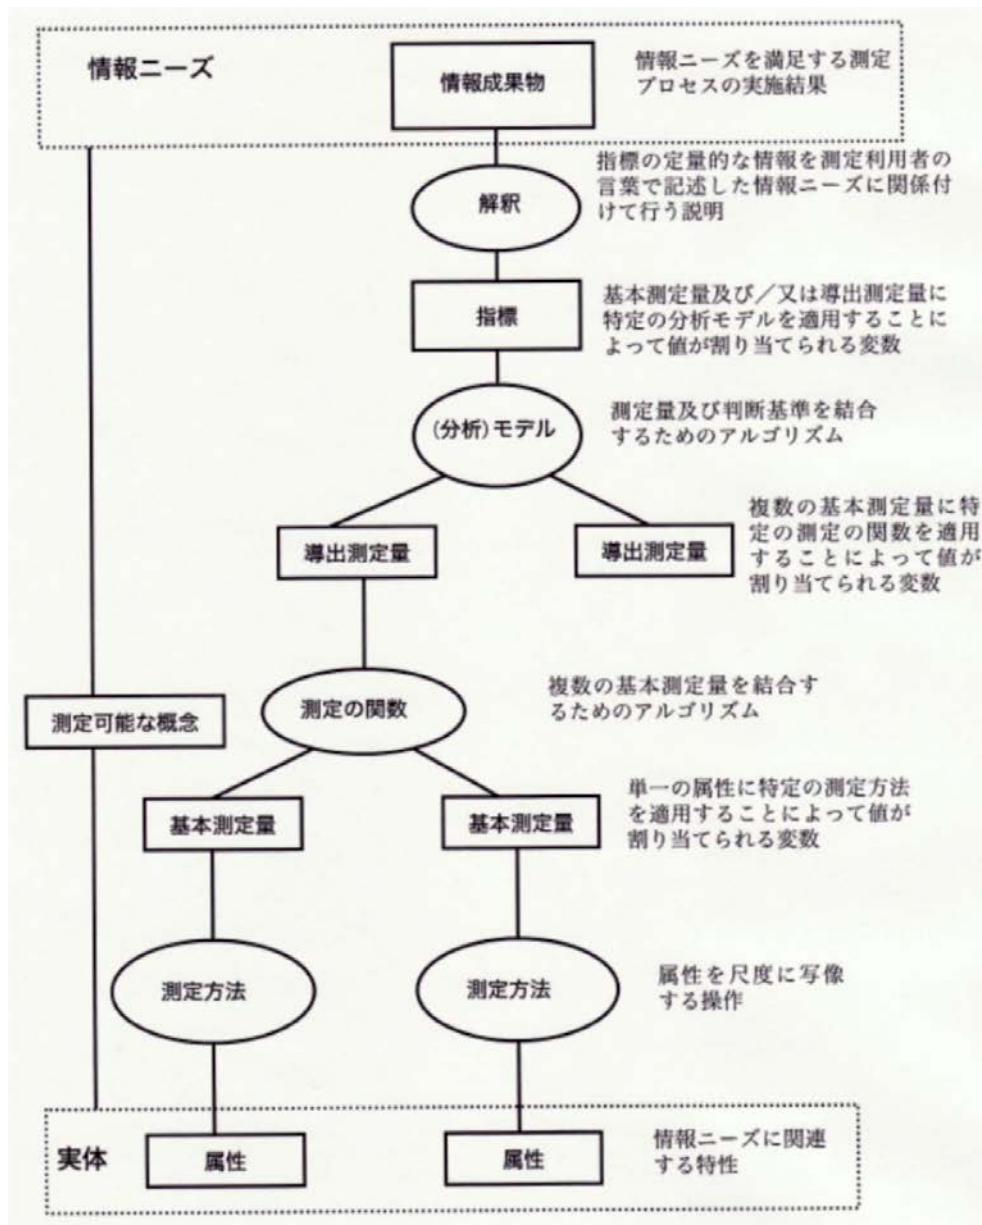 情報ニーズ
情報成果物
情報ニーズを満足する測定
プロセスの実施結果
解釈
指標の定量的な情報を測定利用者の
言葉で記述した情報ニーズに関係付
けて行う説明
指標
基本測定量及び／又は導出測定量に
特定の分析モデルを適用することに
よって値が割り当てられる変数
(分析)モデル
測定量及び判断基準を結合
するためのアルゴリズム
導出測定量
導出測定量
複数の基本測定量に特
定の測定の関数を適用
することによって値が
割り当てられる変数
測定可能な概念
測定の関数
複数の基本測定量を結合す
るためのアルゴリズム
基本測定量
基本測定量
単一の属性に特定の測定方法
を適用することによって値が
割り当てられる変数
測定方法
測定方法
属性を尺度に写像
する操作
実体
属性
属性
情報ニーズに関連
する特性